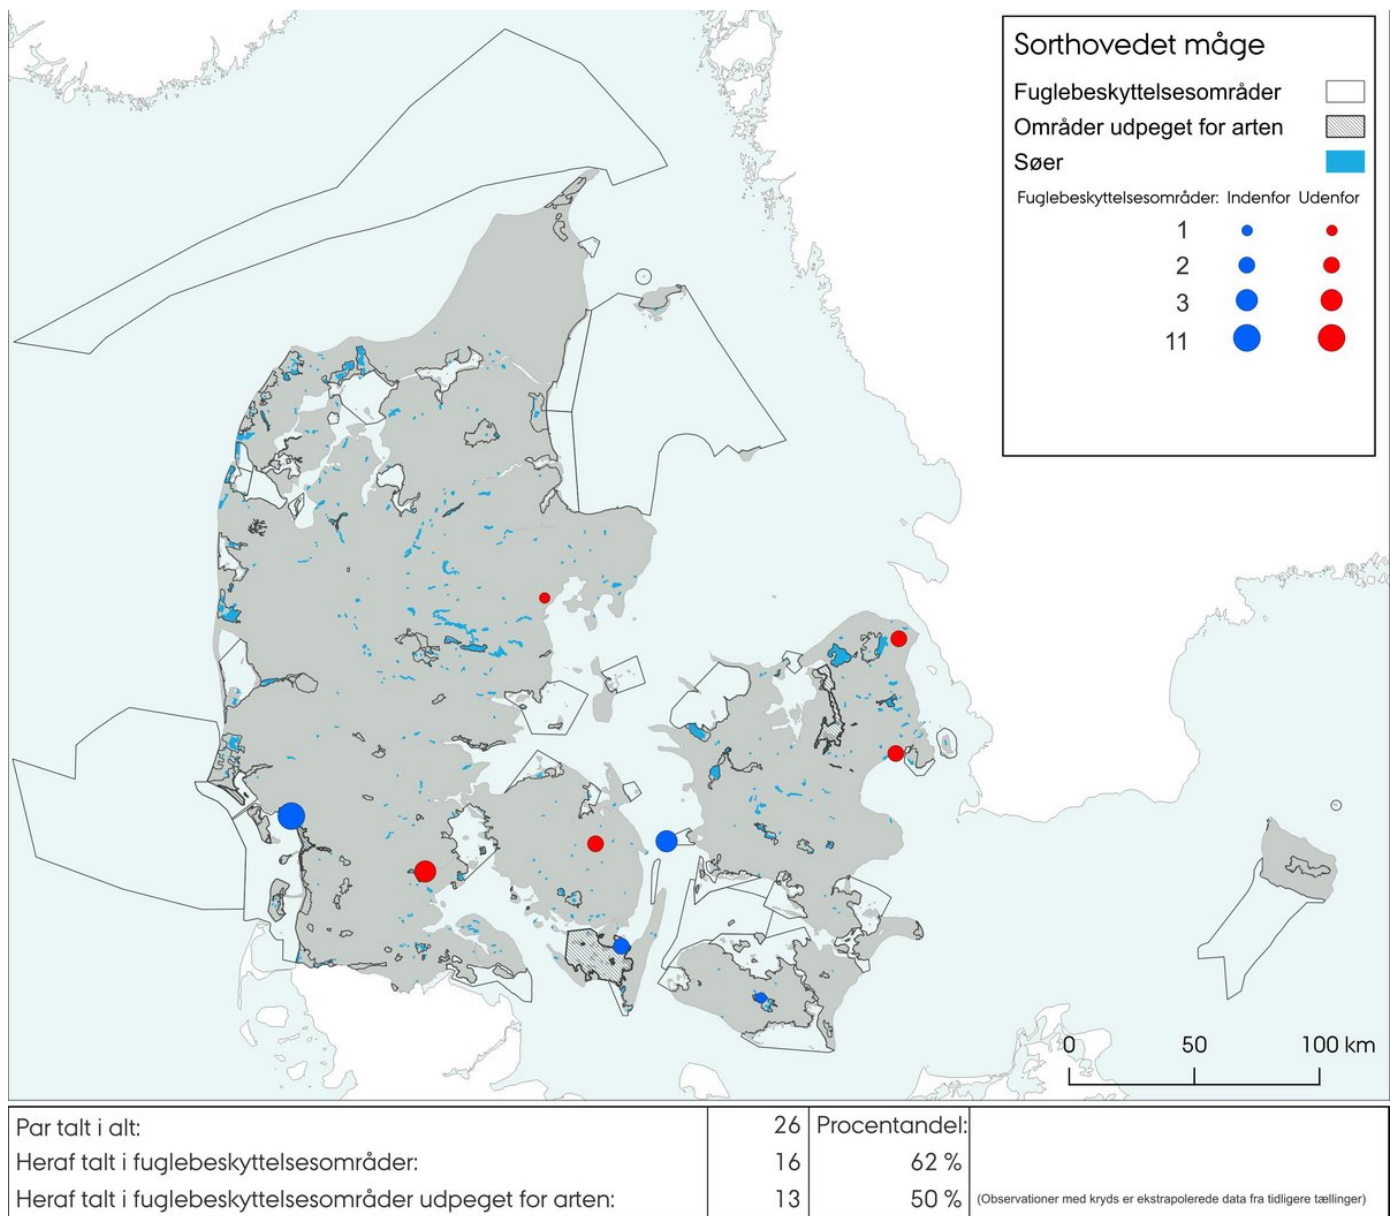 Sorthovedet måge
Fuglebeskyttelsesområder
Områder udpeget for arten
Søer
Fuglebeskyttelsesområder: Indenfor Udenfor
1
2
3
11
0 50 100 km
Par talt i alt: 26 Procentandel:
Heraf talt i fuglebeskyttelsesområder: 16 62 %
Heraf talt i fuglebeskyttelsesområder udpeget for arten: 13 50 % (Observationer med kryds er ekstrapolerede data fra tidligere tællinger)